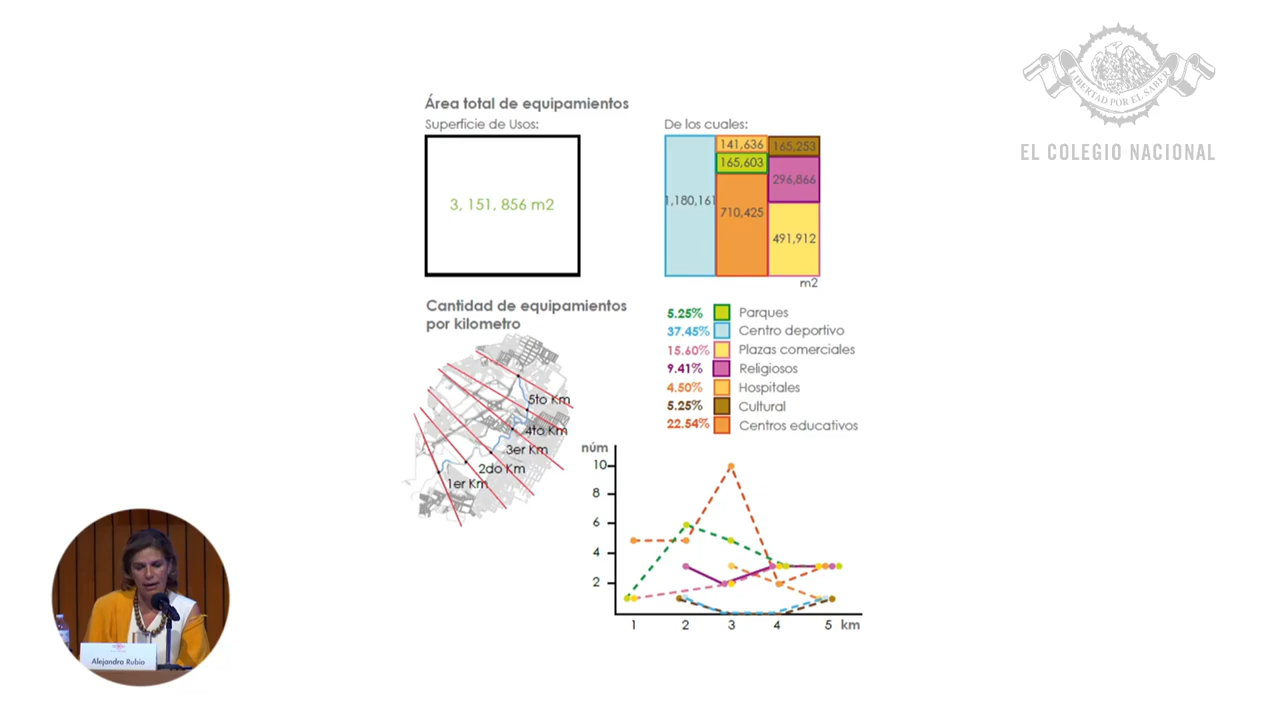 LIBERTAD POR EL SABER
EL COLEGIO NACIONAL
Área total de equipamientos
Superficie de Usos:
3, 151, 856 m2
De los cuales:
1,180,161
141,636
165,603
710,425
165,253
296,866
491,912
m2
Cantidad de equipamientos
por kilometro
5to Km
4to Km
3er Km
2do Km
1er Km
5.25% Parques
37.45% Centro deportivo
15.60% Plazas comerciales
9.41% Religiosos
4.50% Hospitales
5.25% Cultural
22.54% Centros educativos
núm
10
8
6
4
2
1 2 3 4 5 km
Alejandra Rubio